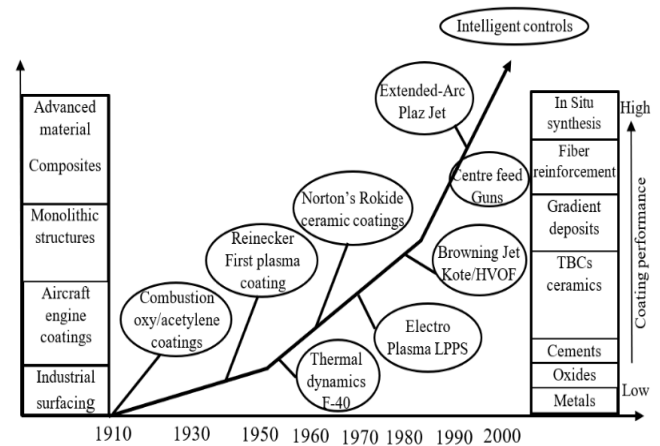 Intelligent controls
Advanced
material
Composites
Monolithic
structures
Aircraft
engine
coatings
Industrial
surfacing
Combustion
oxy/acetylene
coatings
Reinecker
First plasma
coating
Norton's Rokide
ceramic coatings
Extended-Arc
Plaz Jet
Centre feed
Guns
Browning Jet
Kote/HVOF
Electro
Plasma LPPS
Thermal
dynamics
F-40
In Situ
synthesis
Fiber
reinforcement
Gradient
deposits
TBCs
ceramics
Cements
Oxides
Metals
High
Coating performance
Low
1910 1930 1950 1960 1970 1980 1990 2000